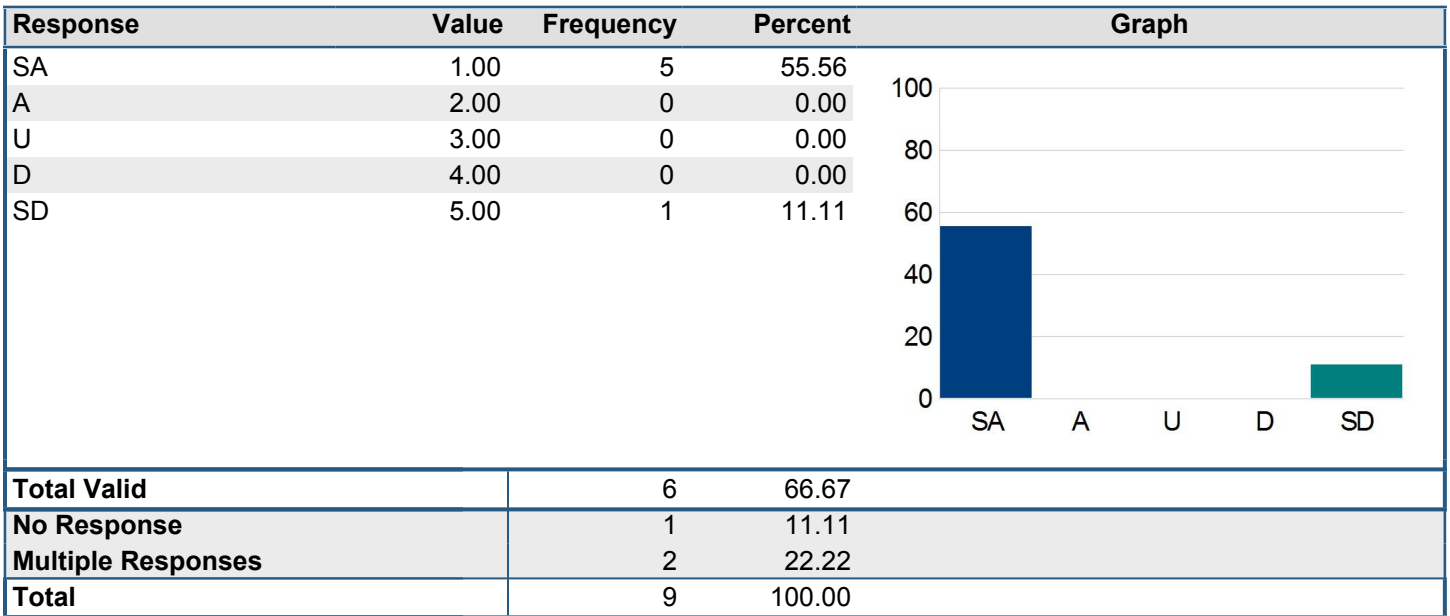 Response Value Frequency Percent Graph
SA 1.00 5 55.56
A 2.00 0 0.00
U 3.00 0 0.00
D 4.00 0 0.00
SD 5.00 1 11.11
100
80
60
40
20
0
SA A U D SD
Total Valid 6 66.67
No Response 1 11.11
Multiple Responses 2 22.22
Total 9 100.00